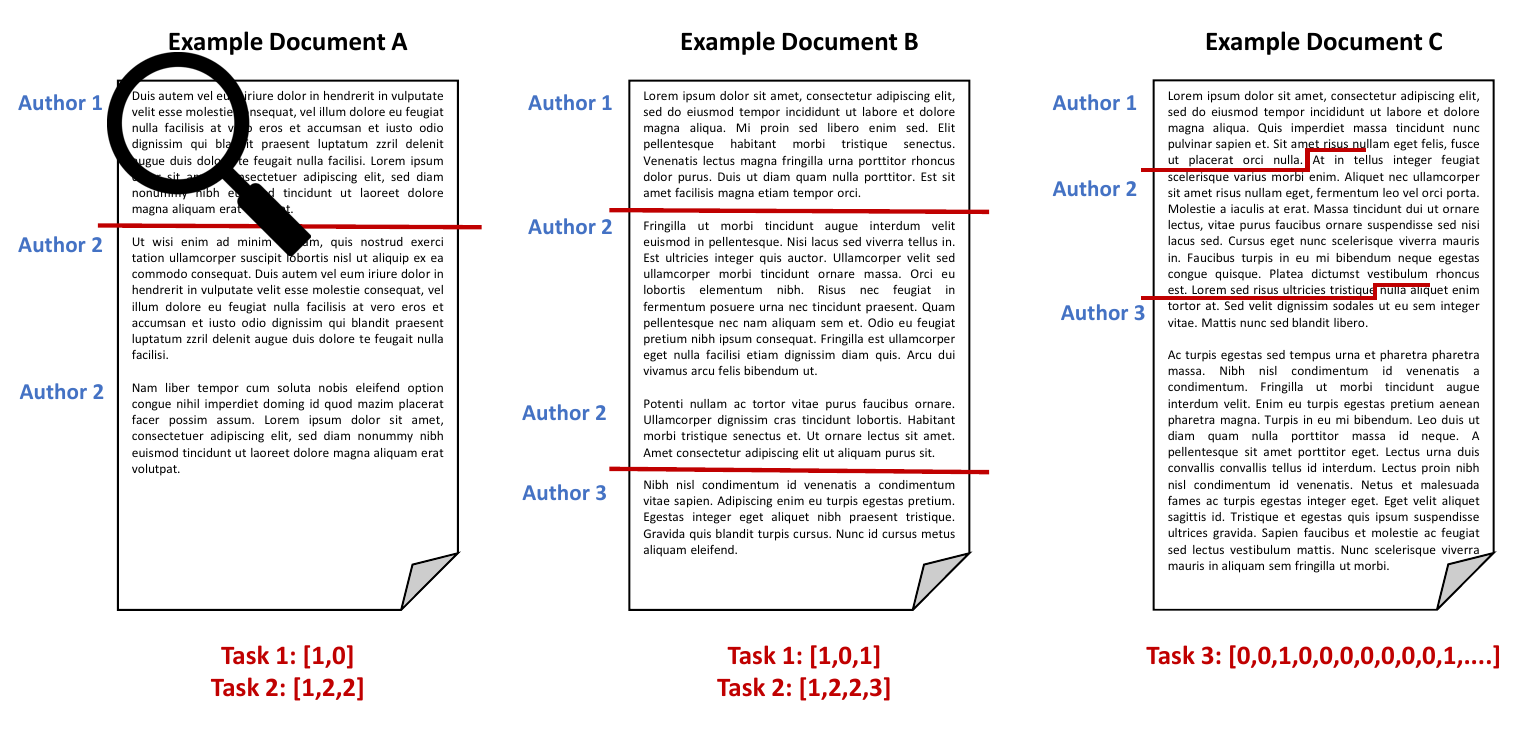 Example Document A
Author 1
Duis autem vel eu iriure dolor in hendrerit in vulputate
velit esse molestie consequat, vel illum dolore eu feugiat
nulla facilisis at vero eros et accumsan et iusto odio
dignissim qui bla it praesent luptatum zzril delenit
augue duis dolo te feugait nulla facilisi. Lorem ipsum
sit a sectetuer adipiscing elit, sed diam
nonummy nibh eu d tincidunt ut laoreet dolore
magna aliquam erat t.
Author 2
Ut wisi enim ad minim m, quis nostrud exerci
tation ullamcorper suscipit lobortis nisl ut aliquip ex ea
commodo consequat. Duis autem vel eum iriure dolor in
hendrerit in vulputate velit esse molestie consequat, vel
illum dolore eu feugiat nulla facilisis at vero eros et
accumsan et iusto odio dignissim qui blandit praesent
luptatum zzril delenit augue duis dolore te feugait nulla
facilisi.
Author 2
Nam liber tempor cum soluta nobis eleifend option
congue nihil imperdiet doming id quod mazim placerat
facer possim assum. Lorem ipsum dolor sit amet,
consectetuer adipiscing elit, sed diam nonummy nibh
euismod tincidunt ut laoreet dolore magna aliquam erat
volutpat.
Task 1: [1,0]
Task 2: [1,2,2]
Example Document B
Author 1
Lorem ipsum dolor sit amet, consectetur adipiscing elit,
sed do eiusmod tempor incididunt ut labore et dolore
magna aliqua. Mi proin sed libero enim sed. Elit
pellentesque habitant morbi tristique senectus.
Venenatis lectus magna fringilla urna porttitor rhoncus
dolor purus. Duis ut diam quam nulla porttitor. Est sit
amet facilisis magna etiam tempor orci.
Author 2
Fringilla ut morbi tincidunt augue interdum velit
euismod in pellentesque. Nisi lacus sed viverra tellus in.
Est ultricies integer quis auctor. Ullamcorper velit sed
ullamcorper morbi tincidunt ornare massa. Orci eu
lobortis elementum nibh. Risus nec feugiat in
fermentum posuere urna nec tincidunt praesent. Quam
pellentesque nec nam aliquam sem et. Odio eu feugiat
pretium nibh ipsum consequat. Fringilla est ullamcorper
eget nulla facilisi etiam dignissim diam quis. Arcu dui
vivamus arcu felis bibendum ut.
Author 2
Potenti nullam ac tortor vitae purus faucibus ornare.
Ullamcorper dignissim cras tincidunt lobortis. Habitant
morbi tristique senectus et. Ut ornare lectus sit amet.
Amet consectetur adipiscing elit ut aliquam purus sit.
Author 3
Nibh nisl condimentum id venenatis a condimentum
vitae sapien. Adipiscing enim eu turpis egestas pretium.
Egestas integer eget aliquet nibh praesent tristique.
Gravida quis blandit turpis cursus. Nunc id cursus metus
aliquam eleifend.
Task 1: [1,0,1]
Task 2: [1,2,2,3]
Example Document C
Author 1
Lorem ipsum dolor sit amet, consectetur adipiscing elit,
sed do eiusmod tempor incididunt ut labore et dolore
magna aliqua. Quis imperdiet massa tincidunt nunc
pulvinar sapien et. Sit amet risus nullam eget felis, fusce
ut placerat orci nulla. At in tellus integer feugiat
Author 2
scelerisque varius morbi enim. Aliquet nec ullamcorper
sit amet risus nullam eget, fermentum leo vel orci porta.
Molestie a iaculis at erat. Massa tincidunt dui ut ornare
lectus, vitae purus faucibus ornare suspendisse sed nisi
lacus sed. Cursus eget nunc scelerisque viverra mauris
in. Faucibus turpis in eu mi bibendum neque egestas
congue quisque. Platea dictumst vestibulum rhoncus
est. Lorem sed risus ultricies tristique nulla aliquet enim
Author 3
tortor at. Sed velit dignissim sodales ut eu sem integer
vitae. Mattis nunc sed blandit libero.
Ac turpis egestas sed tempus urna et pharetra pharetra
massa. Nibh nisl condimentum id venenatis a
condimentum. Fringilla ut morbi tincidunt augue
interdum velit. Enim eu turpis egestas pretium aenean
pharetra magna. Turpis in eu mi bibendum. Leo duis ut
diam quam nulla porttitor massa id neque. A
pellentesque sit amet porttitor eget. Lectus urna duis
convallis convallis tellus id interdum. Lectus proin nibh
nisl condimentum id venenatis. Netus et malesuada
fames ac turpis egestas integer eget. Eget velit aliquet
sagittis id. Tristique et egestas quis ipsum suspendisse
ultrices gravida. Sapien faucibus et molestie ac feugiat
sed lectus vestibulum mattis. Nunc scelerisque viverra
mauris in aliquam sem fringilla ut morbi.
Task 3: [0,0,1,0,0,0,0,0,0,0,1,....]